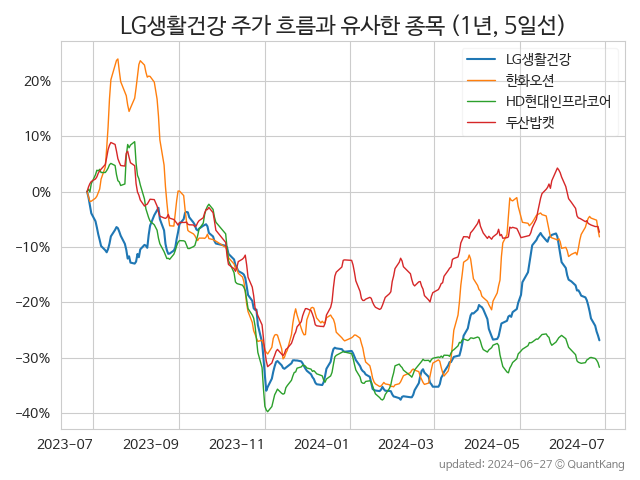 LG생활건강 주가 흐름과 유사한 종목 (1년, 5일선)
LG생활건강
한화오션
HD현대인프라코어
두산밥캣
20%
10%
0%
−10%
−20%
−30%
−40%
2023-07 2023-09 2023-11 2024-01 2024-03 2024-05 2024-07
updated: 2024-06-27 © QuantKang